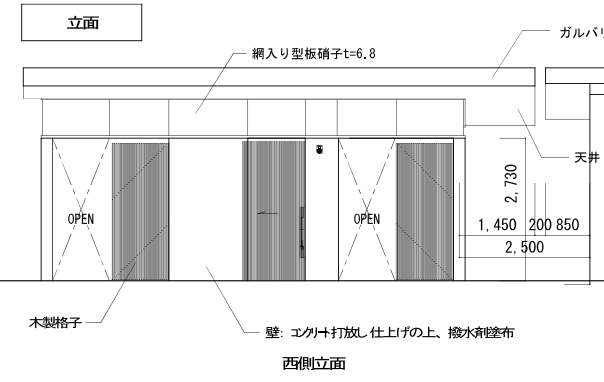 立面
ガルバリ
網入り型板硝子t=6.8
天井
2,730
OPEN
OPEN
1,450 200 850
2,500
木製格子
壁: コンクリート打放し仕上げの上、撥水剤塗布
西側立面